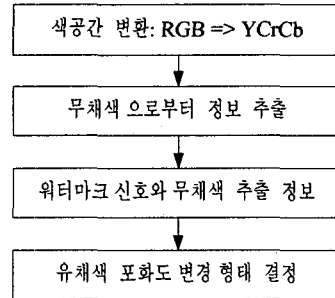 색공간 변환: RGB => YCrCb
무채색 으로부터 정보 추출
워터마크 신호와 무채색 추출 정보
유채색 포화도 변경 형태 결정